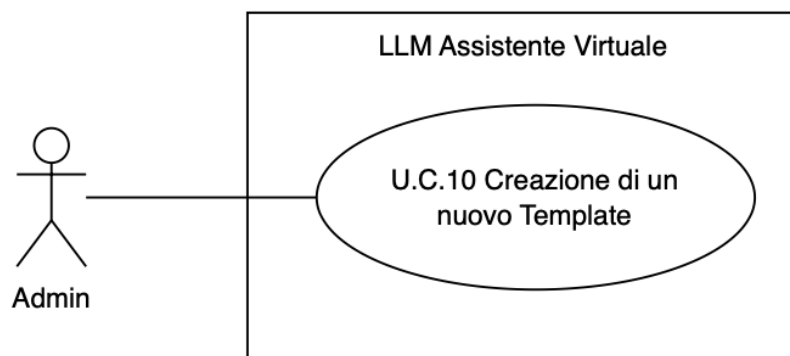 LLM Assistente Virtuale
U.C.10 Creazione di un
nuovo Template
Admin